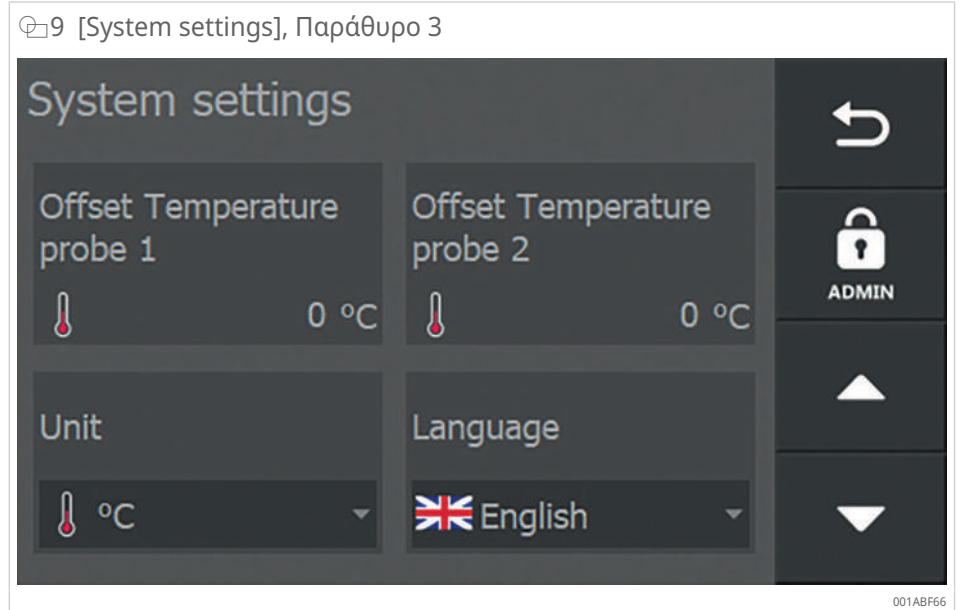 9 [System settings], Παράθυρο 3
System settings
Offset Temperature
probe 1
0 °C
Offset Temperature
probe 2
0 °C
ADMIN
Unit
°C
Language
English
001ABF66